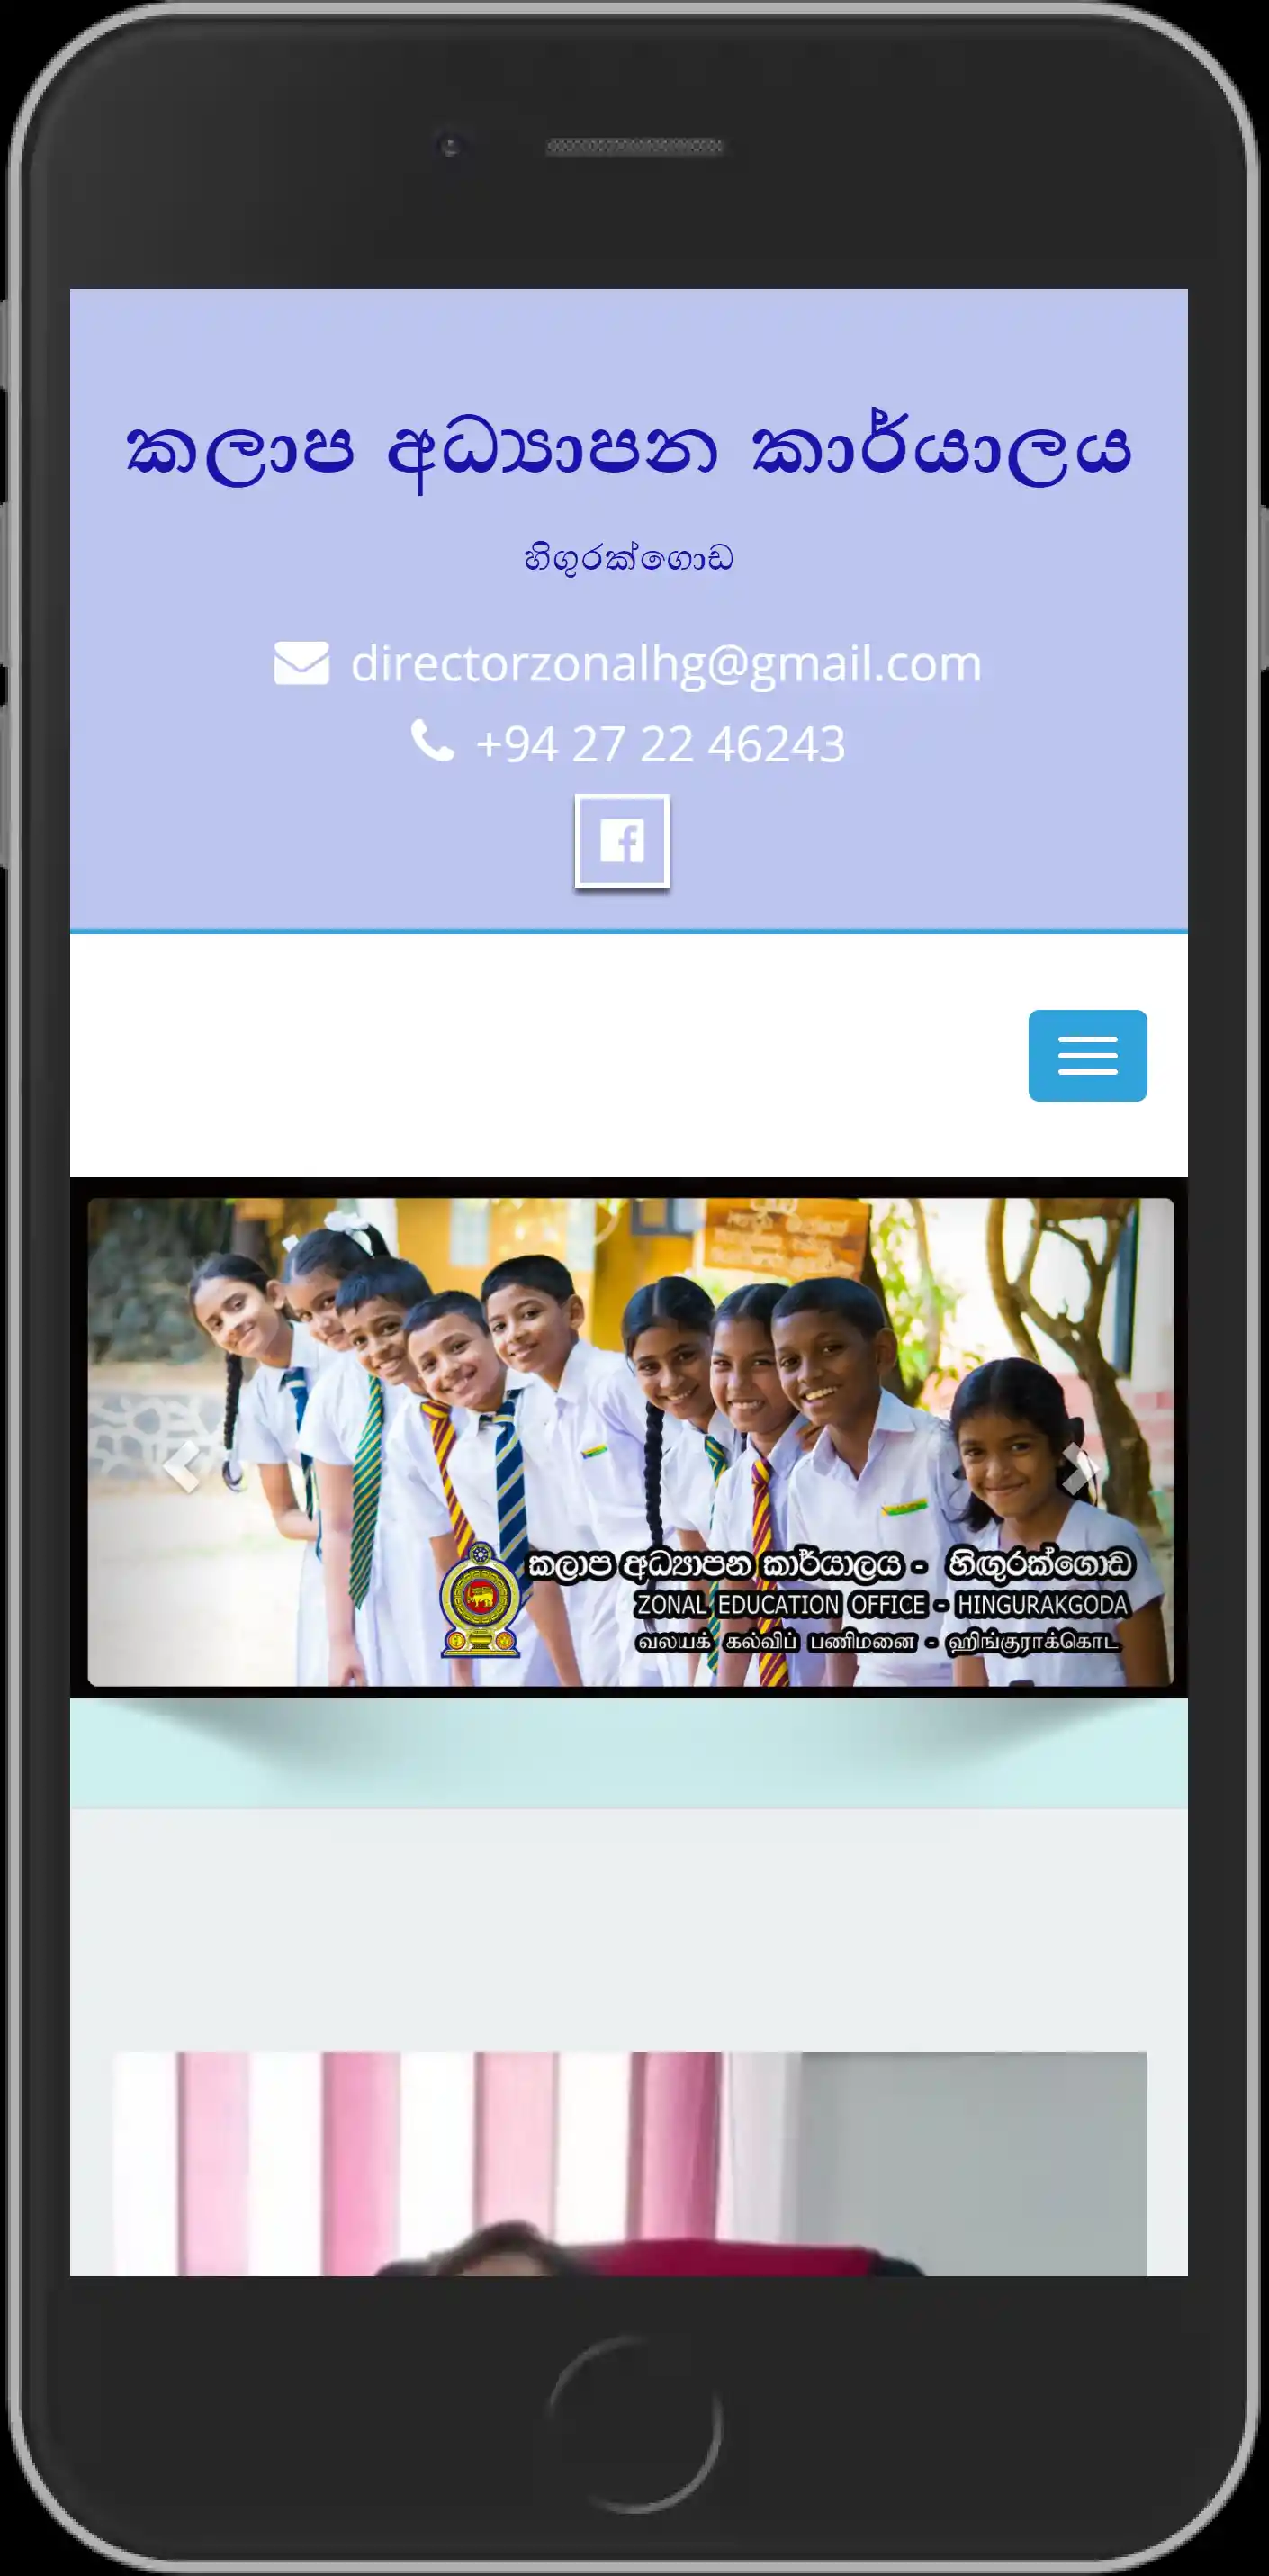 කලාප අධ්‍යාපන කාර්යාලය
හිගුරක්ගොඩ
directorzonalhg@gmail.com
+94 27 22 46243
කලාප අධ්‍යාපන කාර්යාලය - හිඟුරක්ගොඩ
ZONAL EDUCATION OFFICE - HINGURAKGODA
வலயக் கல்விப் பணிமனை - ஹிங்குராக்கொட